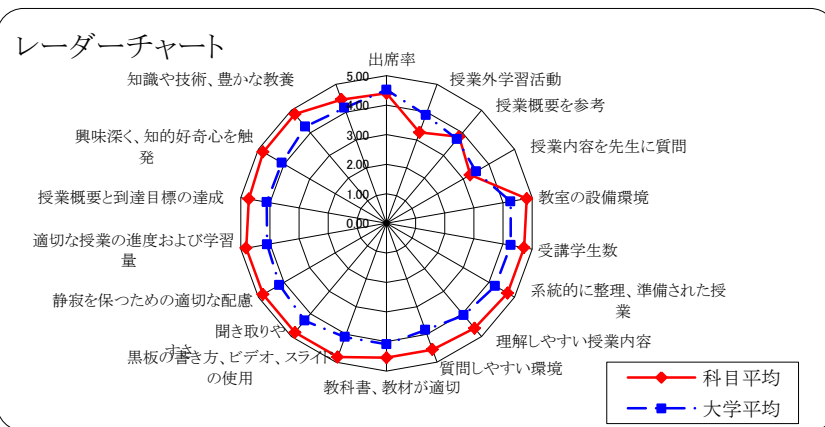 レーダーチャート
出席率
授業外学習活動
授業概要を参考
授業内容を先生に質問
教室の設備環境
受講学生数
系統的に整理、準備された授
業
理解しやすい授業内容
質問しやすい環境
教科書、教材が適切
黒板の書き方、ビデオ、スライド
の使用
聞き取りや
すさ
静寂を保つための適切な配慮
適切な授業の進度および学習
量
授業概要と到達目標の達成
興味深く、知的好奇心を触
発
知識や技術、豊かな教養
5.00
4.00
3.00
2.00
1.00
0.00
科目平均
大学平均